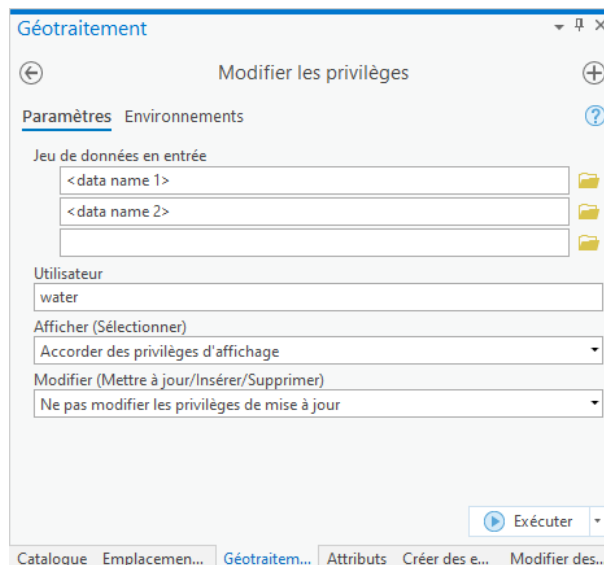 Géotraitement
Modifier les privilèges
Paramètres Environnements
Jeu de données en entrée
<data name 1>
<data name 2>
Utilisateur
water
Afficher (Sélectionner)
Accorder des privilèges d'affichage
Modifier (Mettre à jour/Insérer/Supprimer)
Ne pas modifier les privilèges de mise à jour
Exécuter
Catalogue Emplacemen... Géotraitem... Attributs Créer des e... Modifier des...